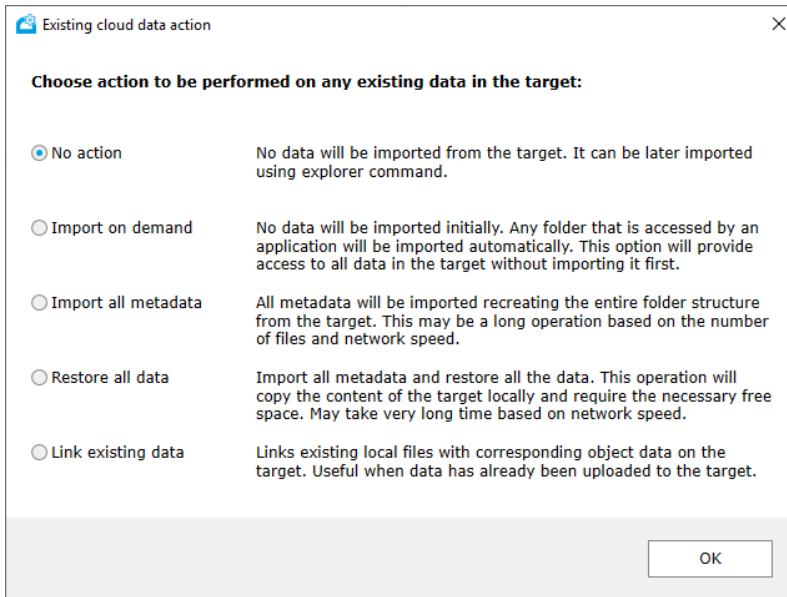 Existing cloud data action
Choose action to be performed on any existing data in the target:
No action
No data will be imported from the target. It can be later imported
using explorer command.
Import on demand
No data will be imported initially. Any folder that is accessed by an
application will be imported automatically. This option will provide
access to all data in the target without importing it first.
Import all metadata
All metadata will be imported recreating the entire folder structure
from the target. This may be a long operation based on the number
of files and network speed.
Restore all data
Import all metadata and restore all the data. This operation will
copy the content of the target locally and require the necessary free
space. May take very long time based on network speed.
Link existing data
Links existing local files with corresponding object data on the
target. Useful when data has already been uploaded to the target.
OK